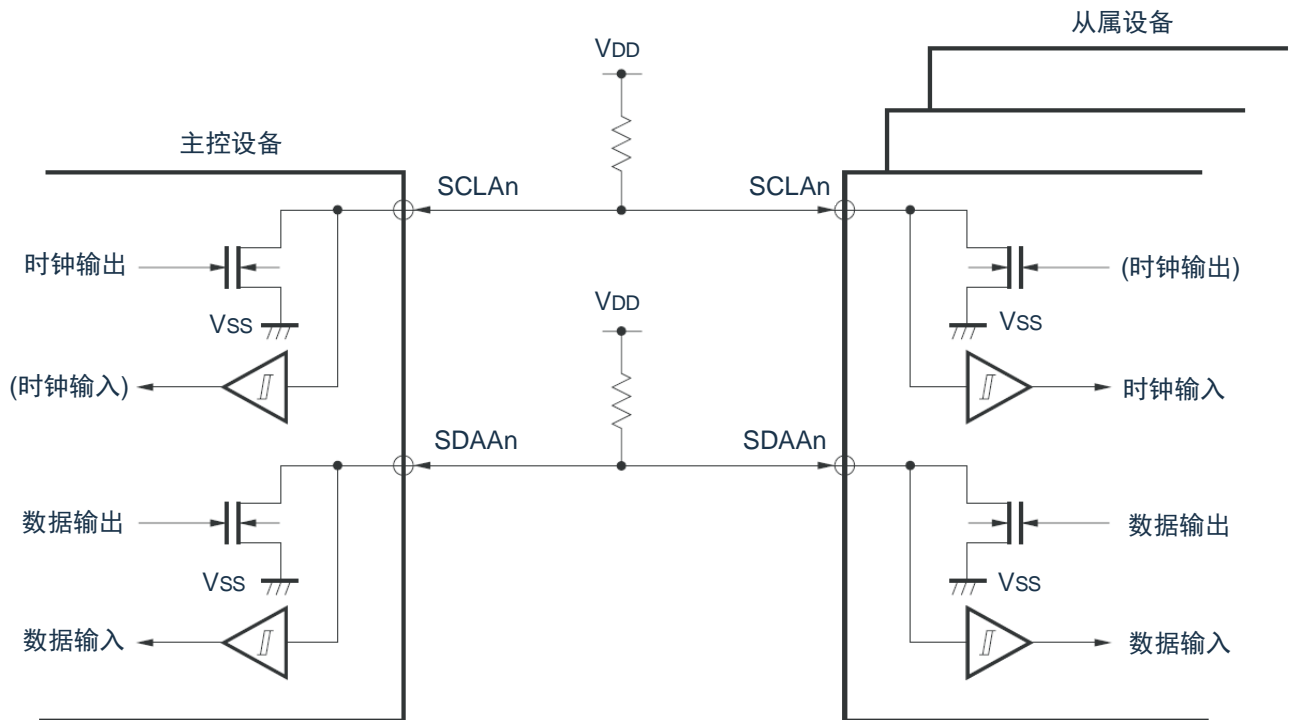 从属设备
VDD
主控设备
SCLAn
SCLAn
时钟输出
(时钟输出)
VDD
VSS
VSS
(时钟输入)
时钟输入
SDAAn
SDAAn
数据输出
数据输出
VSS
VSS
数据输入
数据输入